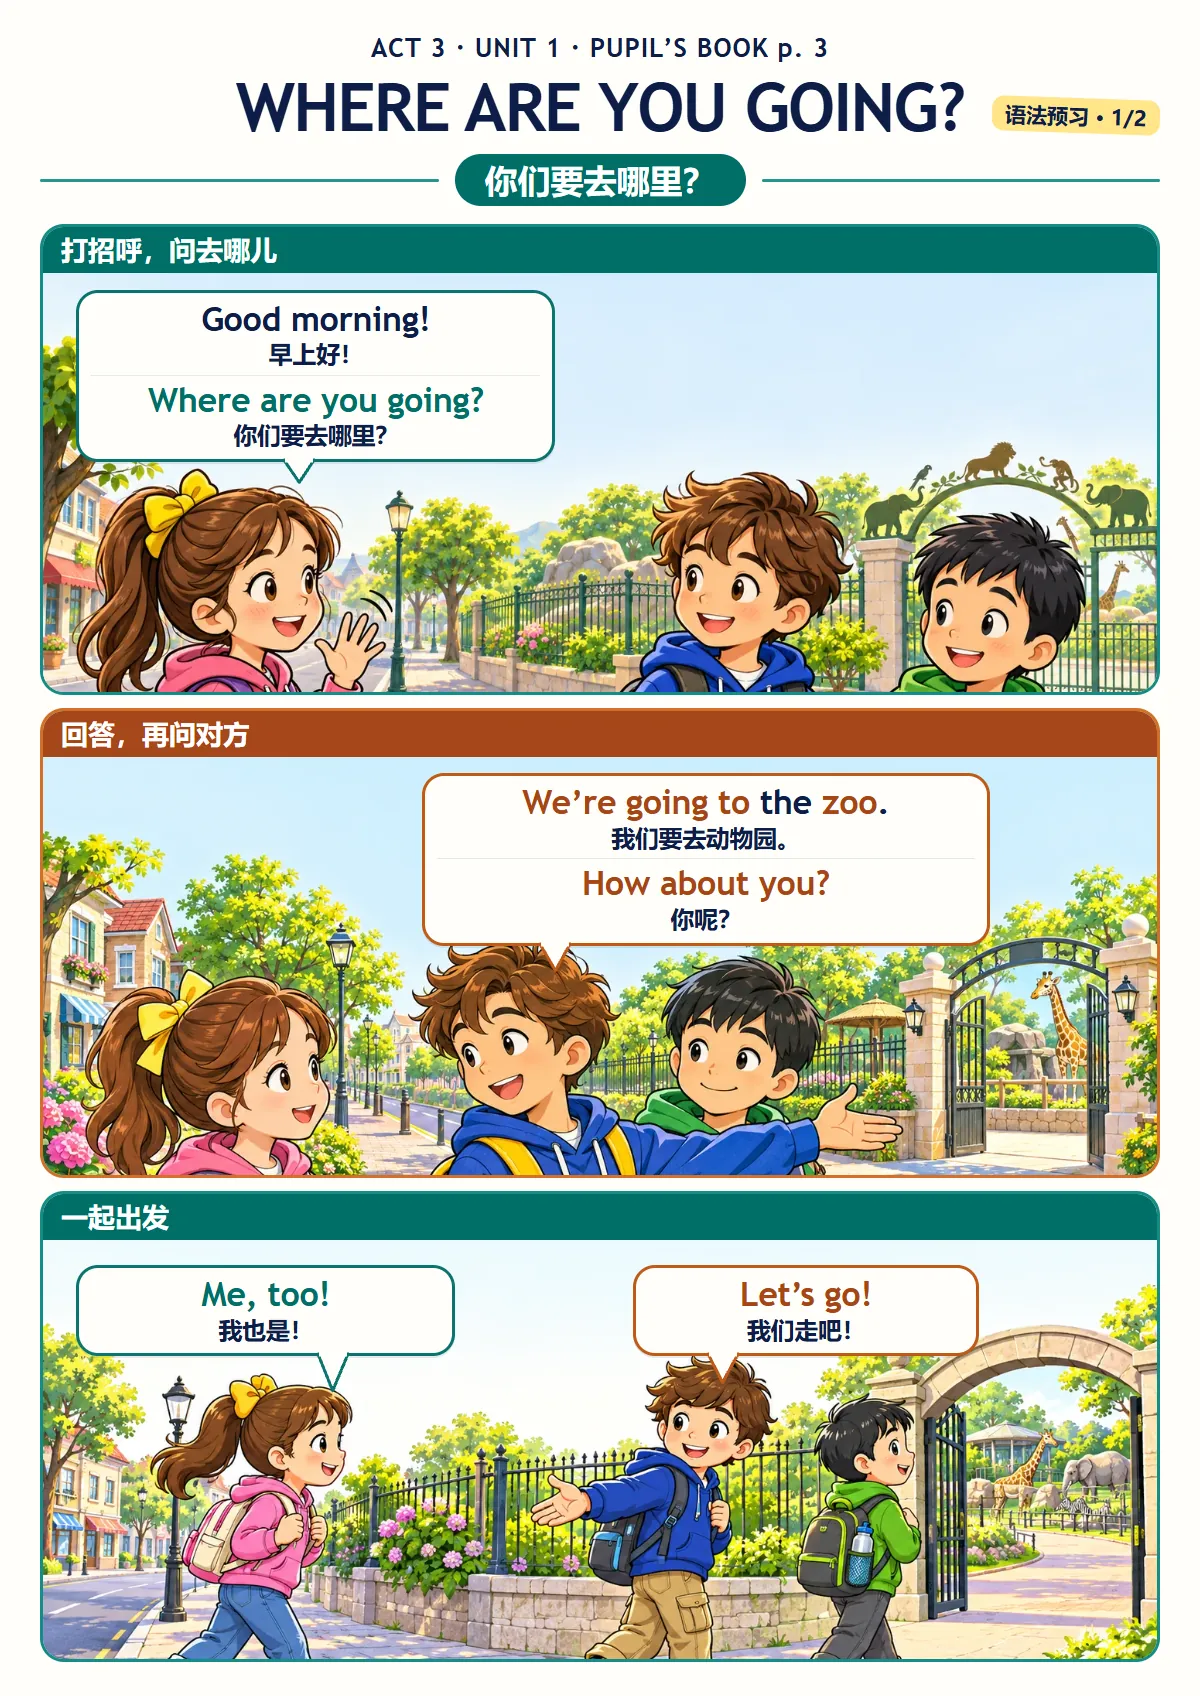 ACT 3 · UNIT 1 · PUPIL’S BOOK p. 3
WHERE ARE YOU GOING?
语法预习 · 1/2
你们要去哪里？
打招呼，问去哪儿
Good morning!
早上好！
Where are you going?
你们要去哪里？
回答，再问对方
We’re going to the zoo.
我们要去动物园。
How about you?
你呢？
一起出发
Me, too!
我也是！
Let’s go!
我们走吧！